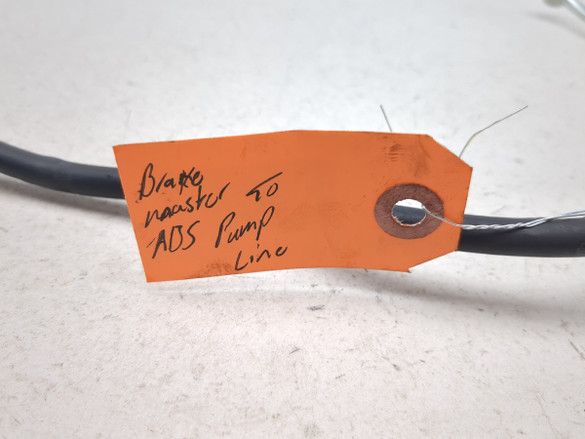 Brake
master to
ABS Pump
Line